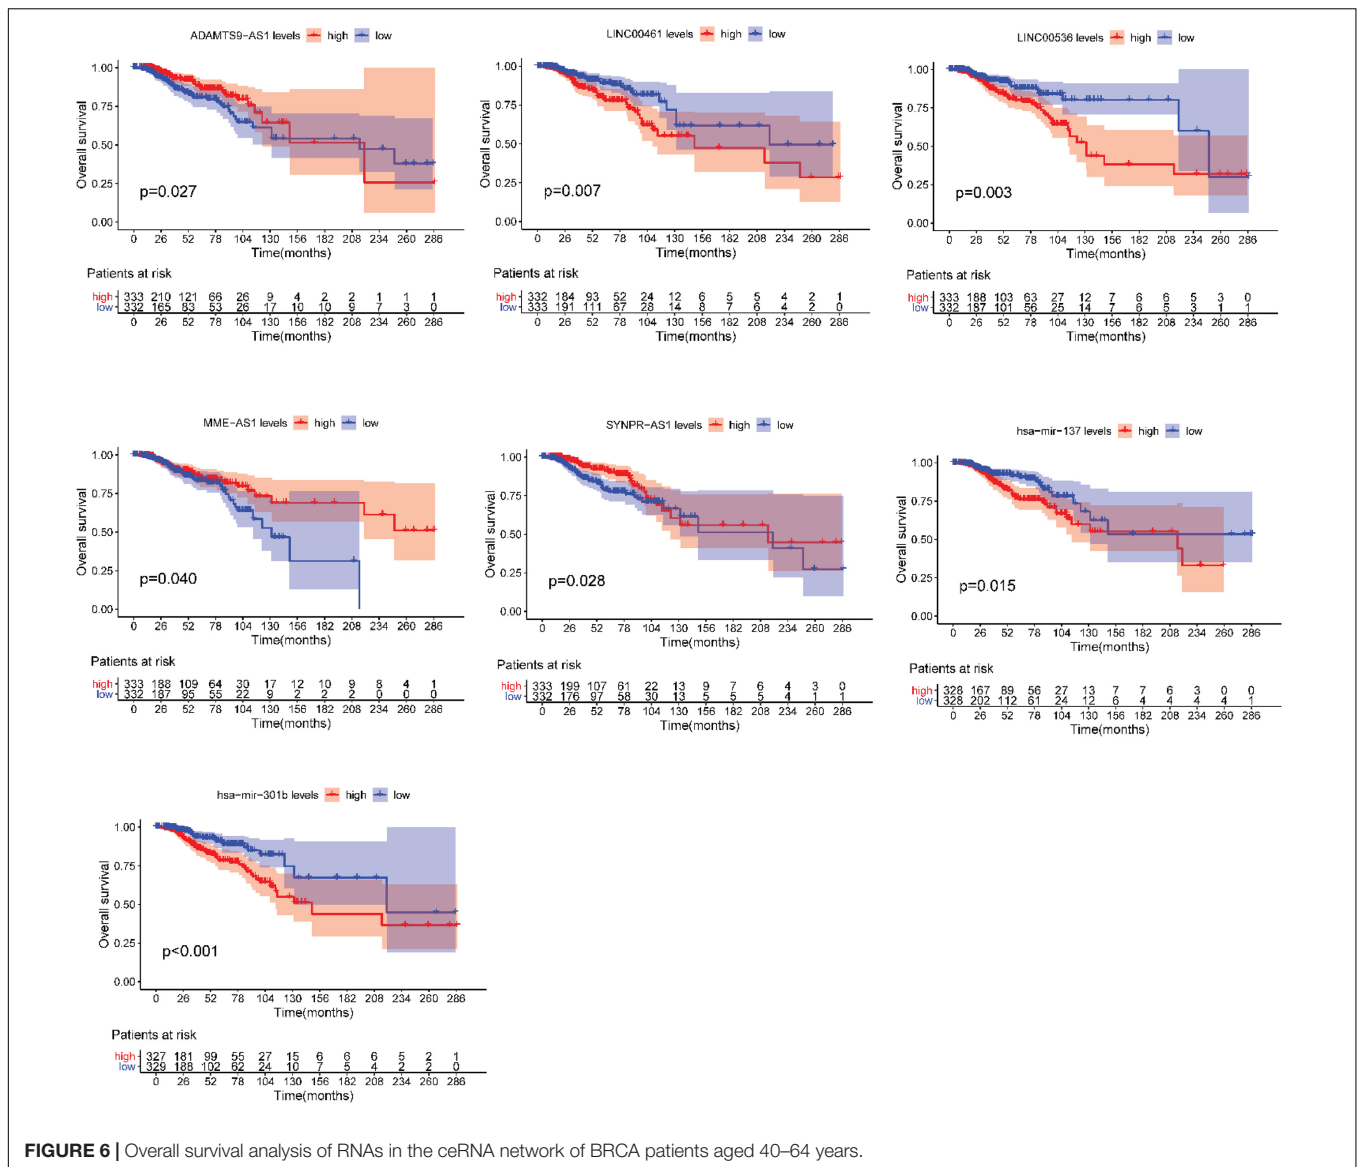 ADAMTS9-AS1 levels high low
Overall survival
1.00
0.75
0.50
0.25
0.00
p=0.027
0 26 52 78 104 130 156 182 208 234 260 286
Time(months)
Patients at risk
high 333 210 121 66 26 9 4 2 2 1 1 1
low 332 165 83 53 26 17 10 10 9 7 3 0
0 26 52 78 104 130 156 182 208 234 260 286
Time(months)
LINC00461 levels high low
Overall survival
1.00
0.75
0.50
0.25
0.00
p=0.007
0 26 52 78 104 130 156 182 208 234 260 286
Time(months)
Patients at risk
high 332 184 93 52 24 12 6 5 5 4 2 1
low 333 191 111 67 28 14 8 7 6 4 2 0
0 26 52 78 104 130 156 182 208 234 260 286
Time(months)
LINC00536 levels high low
Overall survival
1.00
0.75
0.50
0.25
0.00
p=0.003
0 26 52 78 104 130 156 182 208 234 260 286
Time(months)
Patients at risk
high 333 188 103 63 27 12 7 6 6 5 3 0
low 332 187 101 56 25 14 7 6 5 3 1 1
0 26 52 78 104 130 156 182 208 234 260 286
Time(months)
MME-AS1 levels high low
Overall survival
1.00
0.75
0.50
0.25
0.00
p=0.040
0 26 52 78 104 130 156 182 208 234 260 286
Time(months)
Patients at risk
high 333 188 109 64 30 17 12 10 9 8 4 1
low 332 187 95 55 22 9 2 2 2 0 0 0
0 26 52 78 104 130 156 182 208 234 260 286
Time(months)
SYNPR-AS1 levels high low
Overall survival
1.00
0.75
0.50
0.25
0.00
p=0.028
0 26 52 78 104 130 156 182 208 234 260 286
Time(months)
Patients at risk
high 333 199 107 61 22 13 9 7 6 4 3 0
low 332 176 97 58 30 13 5 5 5 4 1 1
0 26 52 78 104 130 156 182 208 234 260 286
Time(months)
hsa-mir-137 levels high low
Overall survival
1.00
0.75
0.50
0.25
0.00
p=0.015
0 26 52 78 104 130 156 182 208 234 260 286
Time(months)
Patients at risk
high 328 167 89 56 27 13 7 7 6 3 0 0
low 328 202 112 61 24 12 6 4 4 4 4 1
0 26 52 78 104 130 156 182 208 234 260 286
Time(months)
hsa-mir-301b levels high low
Overall survival
1.00
0.75
0.50
0.25
0.00
p<0.001
0 26 52 78 104 130 156 182 208 234 260 286
Time(months)
Patients at risk
high 327 181 99 55 27 15 6 6 6 5 2 1
low 329 188 102 62 24 10 7 5 4 2 2 0
0 26 52 78 104 130 156 182 208 234 260 286
Time(months)
FIGURE 6 | Overall survival analysis of RNAs in the ceRNA network of BRCA patients aged 40–64 years.